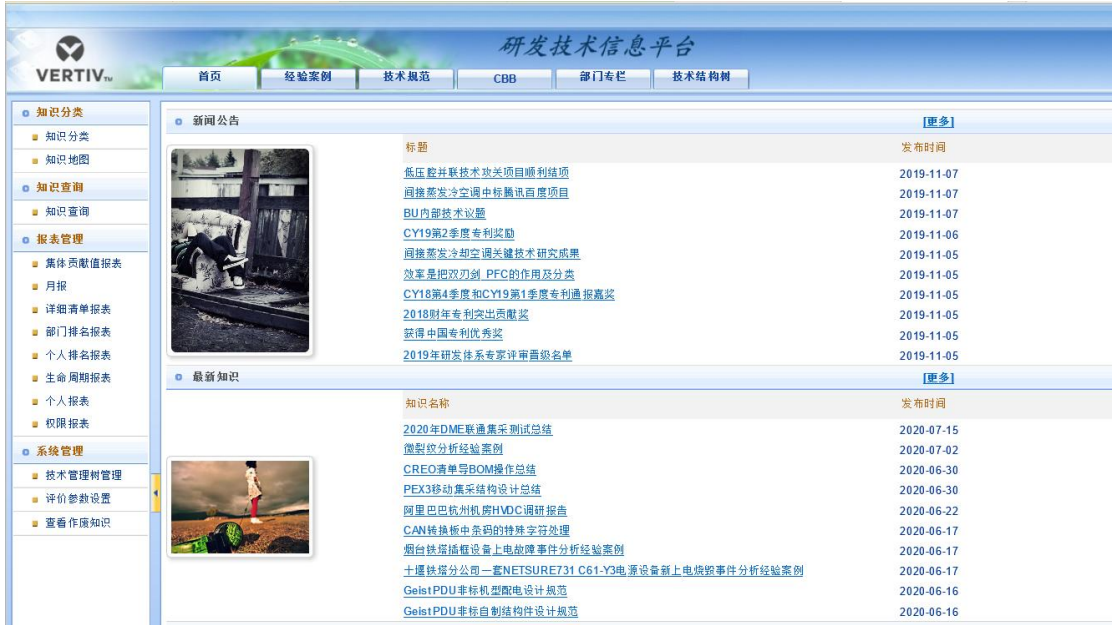 研发技术信息平台
VERTIV™
首页 经验案例 技术规范 CBB 部门专栏 技术结构树
知识分类
知识分类
知识地图
知识查询
知识查询
报表管理
集体贡献值报表
月报
详细清单报表
部门排名报表
个人排名报表
生命周期报表
个人报表
权限报表
系统管理
技术管理树管理
评价参数设置
查看作废知识
新闻公告 [更多]
标题 发布时间
低压腔并联技术攻关项目顺利结项 2019-11-07
间接蒸发冷空调中标腾讯百度项目 2019-11-07
BU内部技术议题 2019-11-07
CY19第2季度专利奖励 2019-11-06
间接蒸发冷却空调关键技术研究成果 2019-11-05
效率是把双刃剑_PFC的作用及分类 2019-11-05
CY18第4季度和CY19第1季度专利通报嘉奖 2019-11-05
2018财年专利突出贡献奖 2019-11-05
获得中国专利优秀奖 2019-11-05
2019年研发体系专家评审晋级名单 2019-11-05
最新知识 [更多]
知识名称 发布时间
2020年DME联通集采测试总结 2020-07-15
微裂纹分析经验案例 2020-07-02
CREO清单导BOM操作总结 2020-06-30
PEX3移动集采结构设计总结 2020-06-30
阿里巴巴杭州机房HVDC调研报告 2020-06-22
CAN转换板中条码的特殊字符处理 2020-06-17
烟台铁塔插框设备上电故障事件分析经验案例 2020-06-17
十堰铁塔分公司一套NETSURE731 C61-Y3电源设备新上电烧毁事件分析经验案例 2020-06-17
GeistPDU非标机型配电设计规范 2020-06-16
GeistPDU非标自制结构件设计规范 2020-06-16